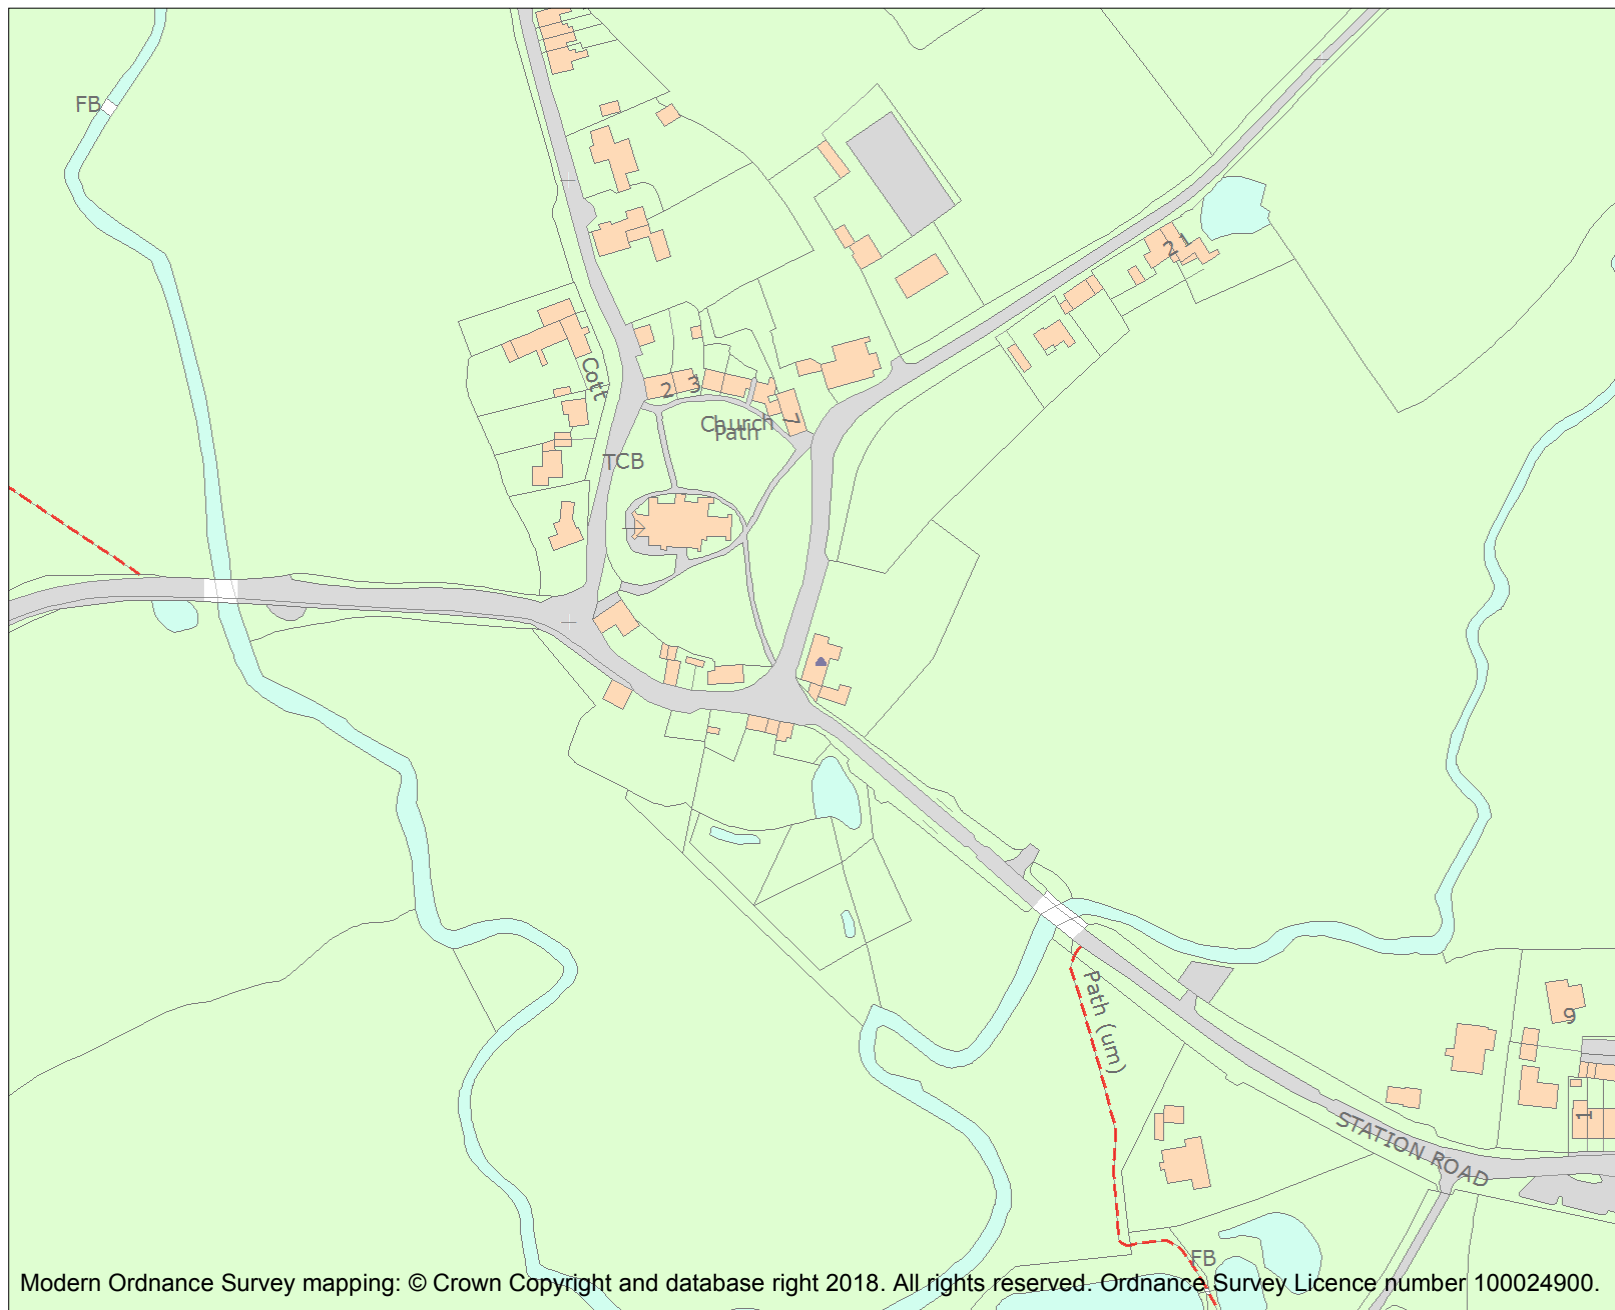 FB
2 1
Cott
2 3
7
Church
Path
TCB
Path (um)
9
1
STATION ROAD
FB
Modern Ordnance Survey mapping: © Crown Copyright and database right 2018. All rights reserved. Ordnance Survey Licence number 100024900.